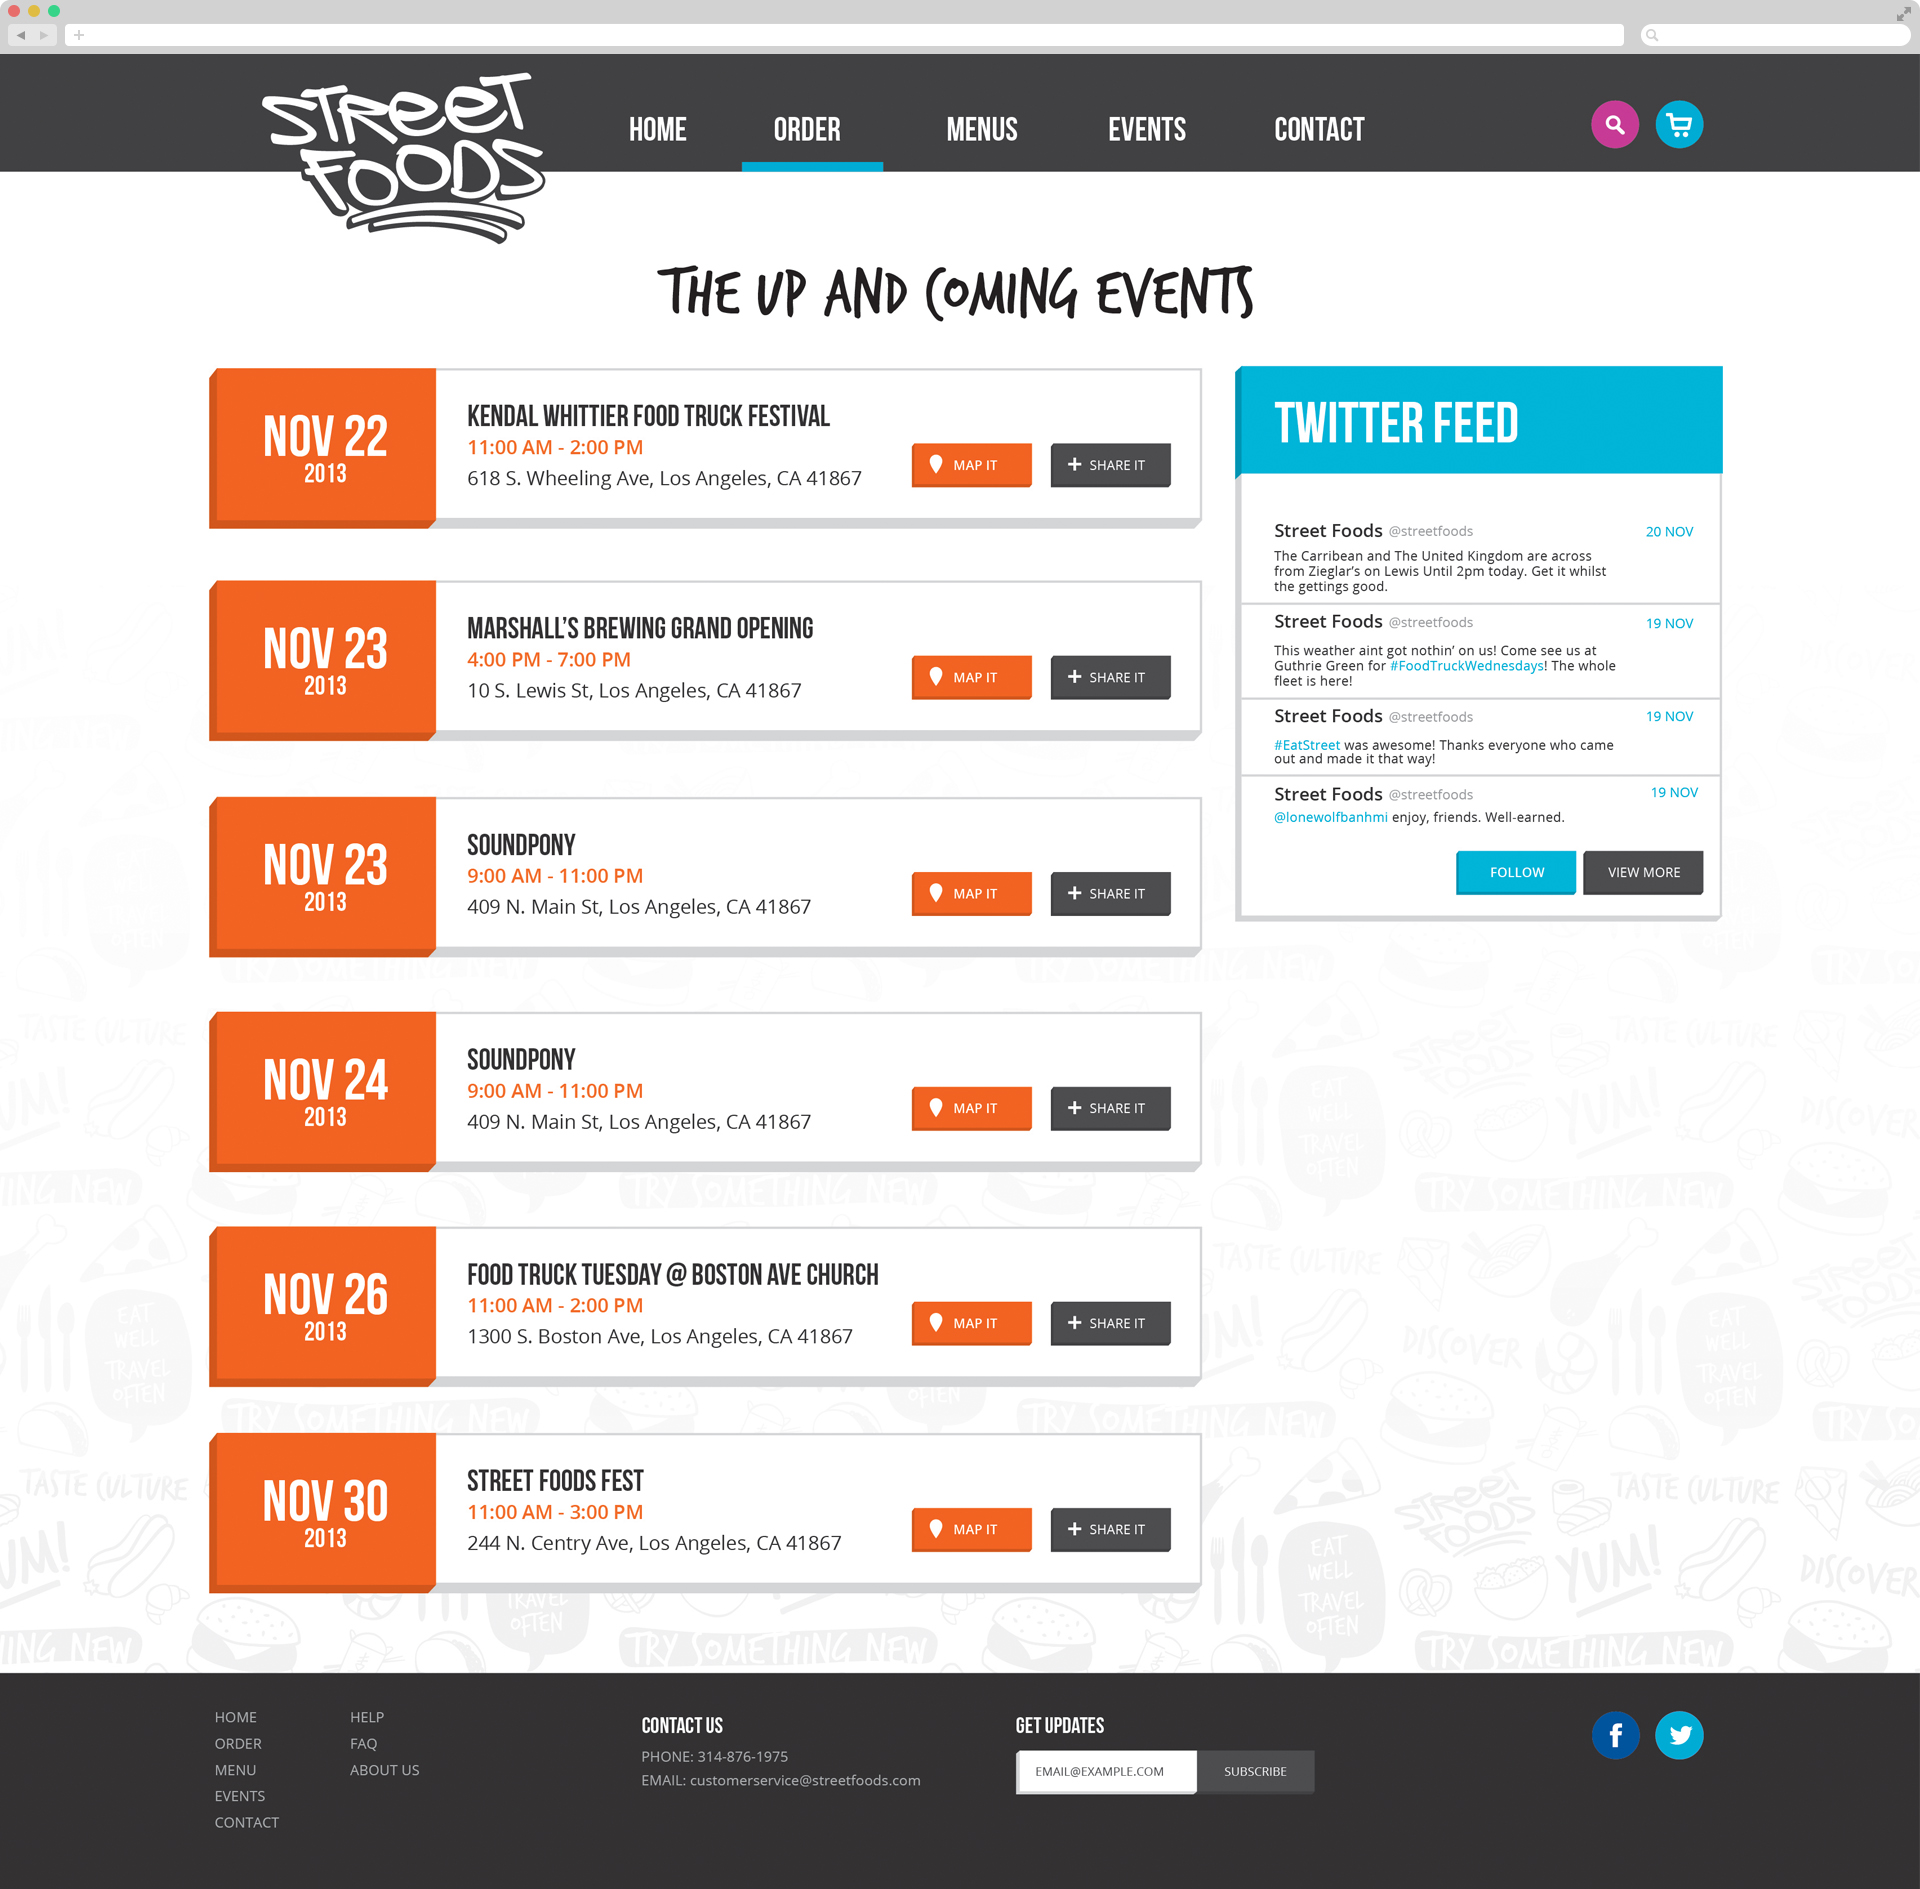 STREET
FOODS
HOME
ORDER
MENUS
EVENTS
CONTACT
THE UP AND COMING EVENTS
NOV 22
2013
KENDAL WHITTIER FOOD TRUCK FESTIVAL
11:00 AM - 2:00 PM
618 S. Wheeling Ave, Los Angeles, CA 41867
MAP IT
SHARE IT
NOV 23
2013
MARSHALL'S BREWING GRAND OPENING
4:00 PM - 7:00 PM
10 S. Lewis St, Los Angeles, CA 41867
MAP IT
SHARE IT
NOV 23
2013
SOUNDPONY
9:00 AM - 11:00 PM
409 N. Main St, Los Angeles, CA 41867
MAP IT
SHARE IT
NOV 24
2013
SOUNDPONY
9:00 AM - 11:00 PM
409 N. Main St, Los Angeles, CA 41867
MAP IT
SHARE IT
NOV 26
2013
FOOD TRUCK TUESDAY @ BOSTON AVE CHURCH
11:00 AM - 2:00 PM
1300 S. Boston Ave, Los Angeles, CA 41867
MAP IT
SHARE IT
NOV 30
2013
STREET FOODS FEST
11:00 AM - 3:00 PM
244 N. Centry Ave, Los Angeles, CA 41867
MAP IT
SHARE IT
TWITTER FEED
Street Foods @streetfoods 20 NOV
The Carribean and The United Kingdom are across
from Zieglar's on Lewis Until 2pm today. Get it whilst
the gettings good.
Street Foods @streetfoods 19 NOV
This weather aint got nothin' on us! Come see us at
Guthrie Green for #FoodTruckWednesdays! The whole
fleet is here!
Street Foods @streetfoods 19 NOV
#EatStreet was awesome! Thanks everyone who came
out and made it that way!
Street Foods @streetfoods 19 NOV
@lonewolfbanhmi enjoy, friends. Well-earned.
FOLLOW
VIEW MORE
TRY SOMETHING NEW
TASTE CULTURE
STREET
FOODS
YUM!
DISCOVER
EAT
WELL
TRAVEL
OFTEN
HOME
ORDER
MENU
EVENTS
CONTACT
HELP
FAQ
ABOUT US
CONTACT US
PHONE: 314-876-1975
EMAIL: customerservice@streetfoods.com
GET UPDATES
EMAIL@EXAMPLE.COM
SUBSCRIBE